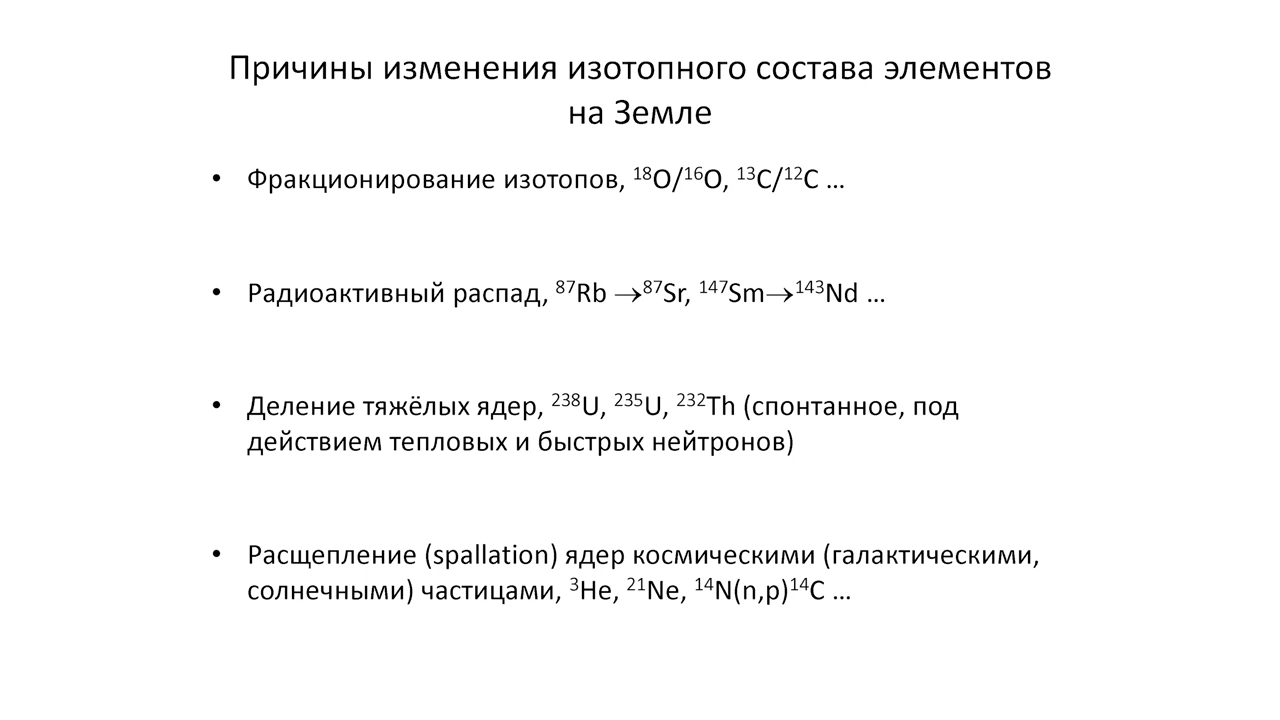 Причины изменения изотопного состава элементов
на Земле
• Фракционирование изотопов, ¹⁸O/¹⁶O, ¹³C/¹²C …
• Радиоактивный распад, ⁸⁷Rb →⁸⁷Sr, ¹⁴⁷Sm→¹⁴³Nd …
• Деление тяжёлых ядер, ²³⁸U, ²³⁵U, ²³²Th (спонтанное, под
действием тепловых и быстрых нейтронов)
• Расщепление (spallation) ядер космическими (галактическими,
солнечными) частицами, ³He, ²¹Ne, ¹⁴N(n,p)¹⁴C …